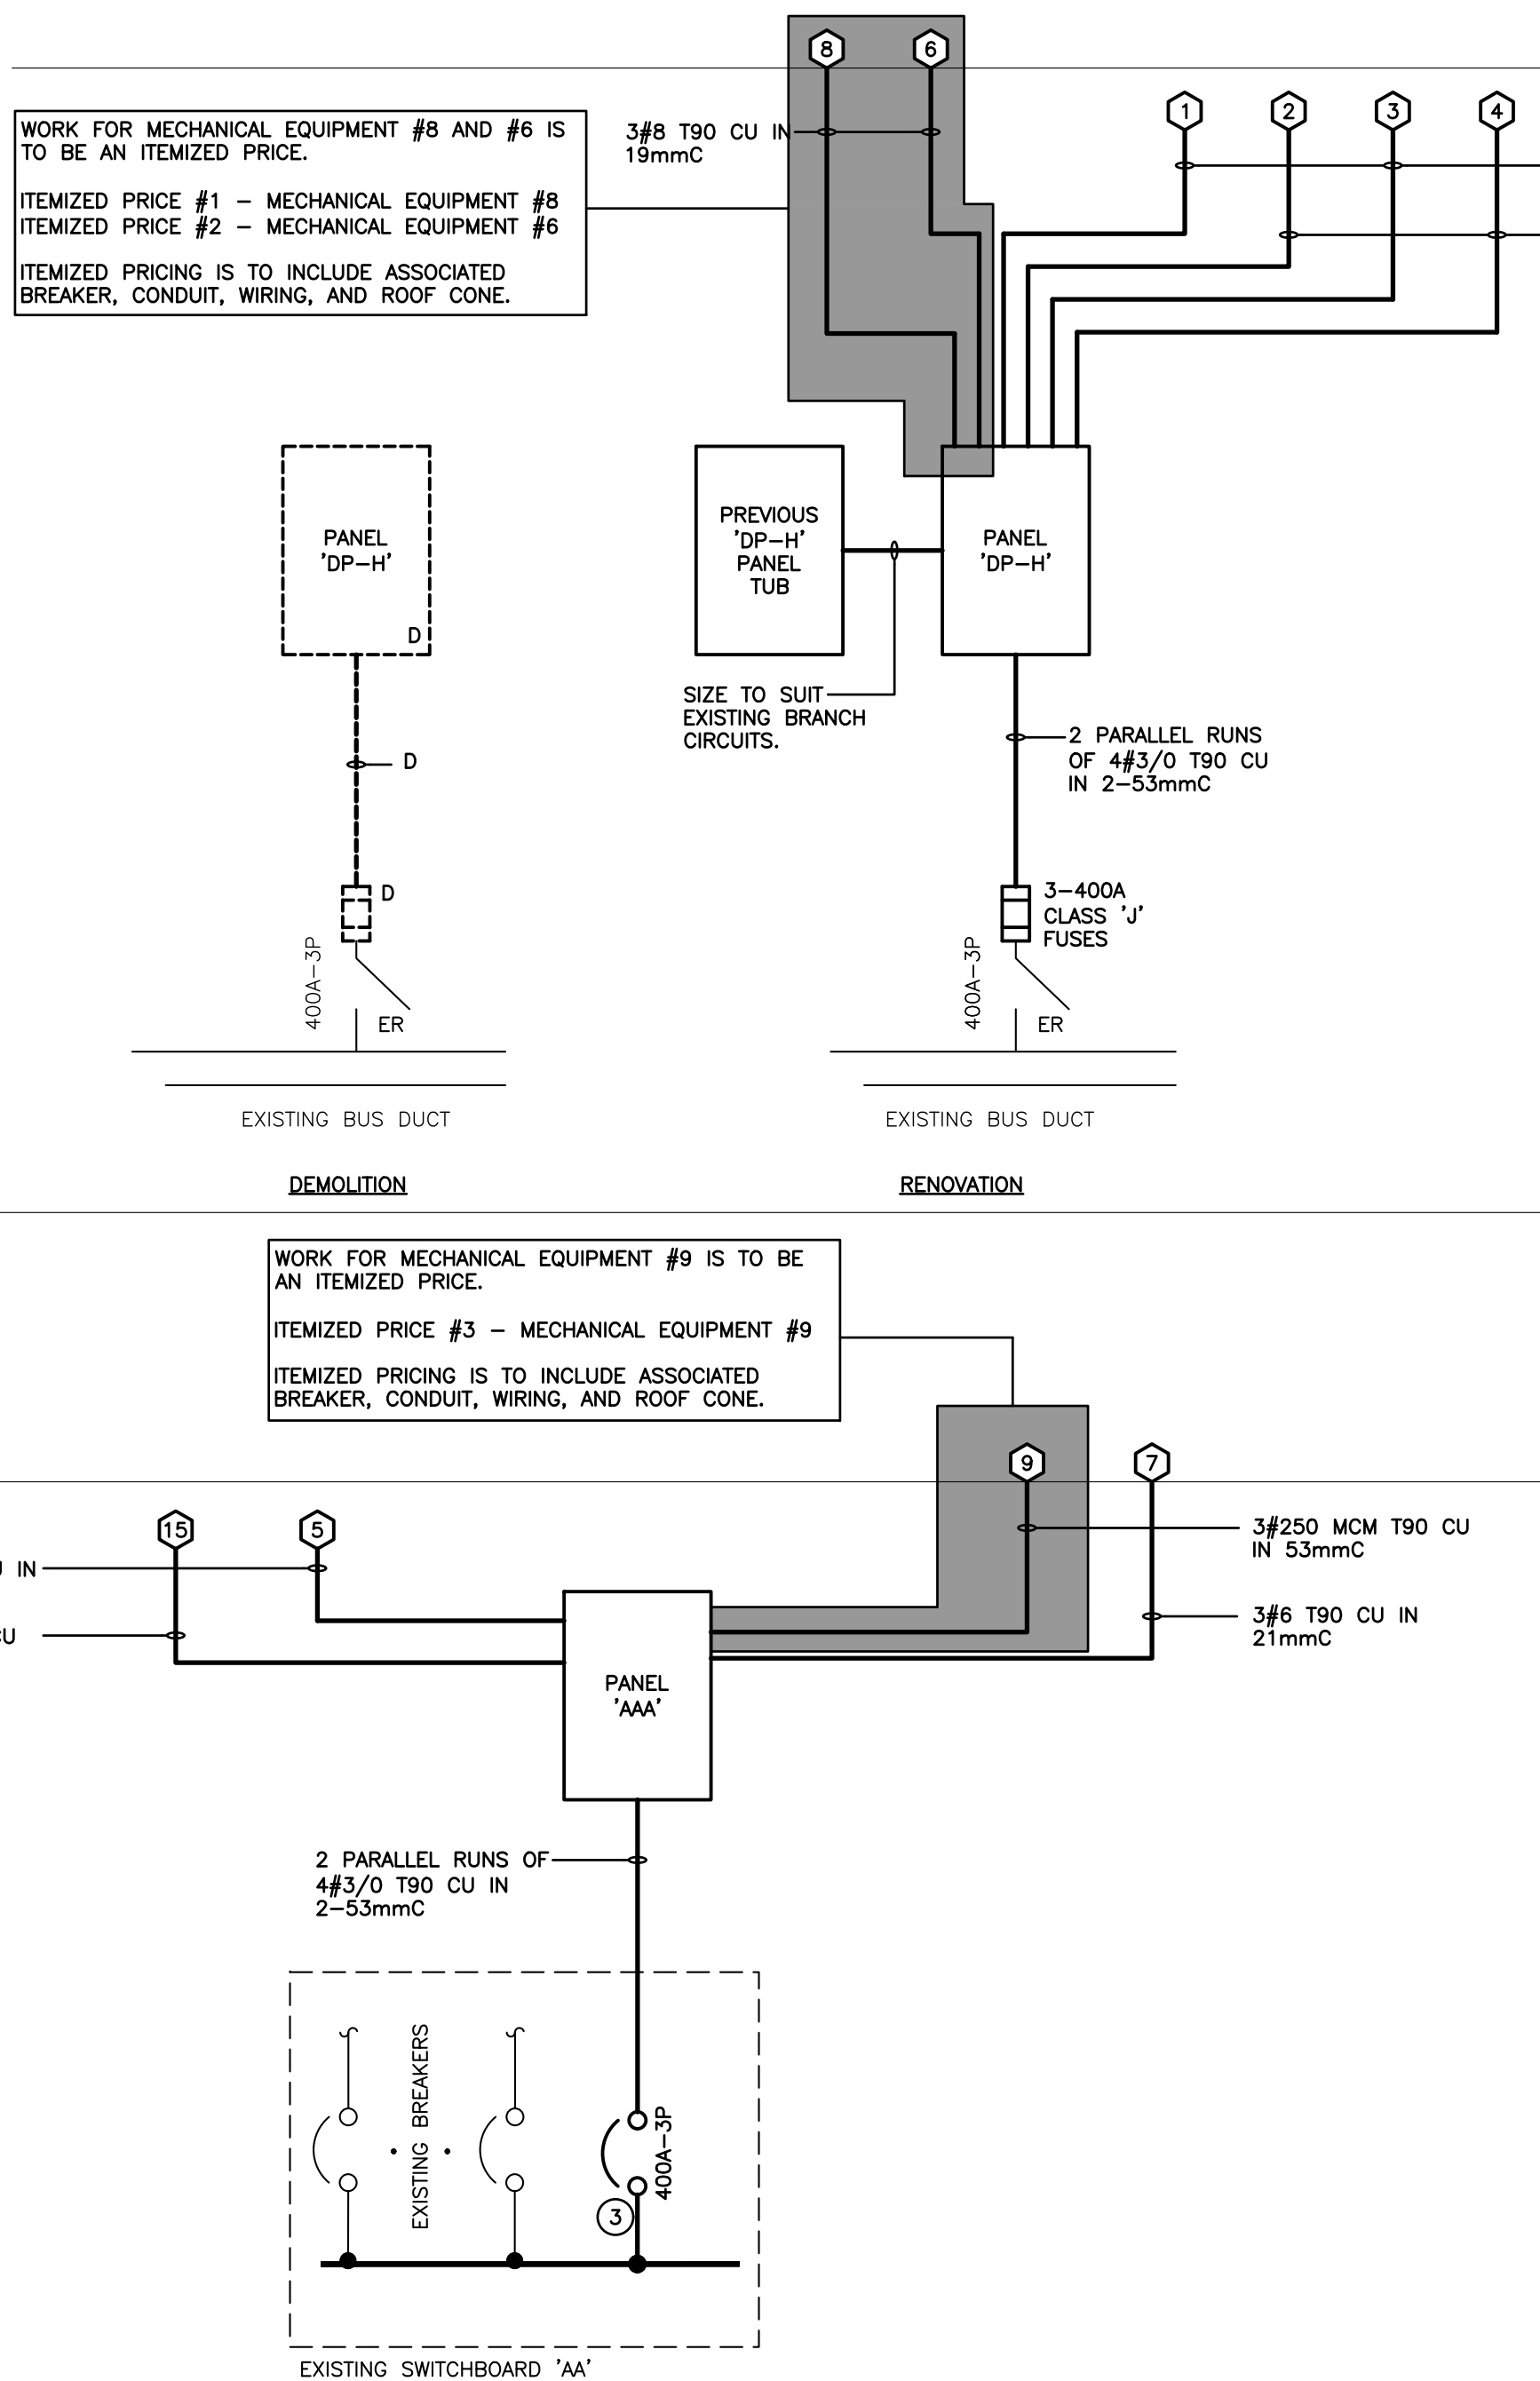 8
6
1
2
3
4
WORK FOR MECHANICAL EQUIPMENT #8 AND #6 IS
TO BE AN ITEMIZED PRICE.
ITEMIZED PRICE #1 - MECHANICAL EQUIPMENT #8
ITEMIZED PRICE #2 - MECHANICAL EQUIPMENT #6
ITEMIZED PRICING IS TO INCLUDE ASSOCIATED
BREAKER, CONDUIT, WIRING, AND ROOF CONE.
3#8 T90 CU IN
19mmC
PANEL
'DP-H'
D
D
D
400A-3P
ER
EXISTING BUS DUCT
DEMOLITION
PREVIOUS
'DP-H'
PANEL
TUB
PANEL
'DP-H'
SIZE TO SUIT
EXISTING BRANCH
CIRCUITS.
2 PARALLEL RUNS
OF 4#3/0 T90 CU
IN 2-53mmC
3-400A
CLASS 'J'
FUSES
400A-3P
ER
EXISTING BUS DUCT
RENOVATION
WORK FOR MECHANICAL EQUIPMENT #9 IS TO BE
AN ITEMIZED PRICE.
ITEMIZED PRICE #3 - MECHANICAL EQUIPMENT #9
ITEMIZED PRICING IS TO INCLUDE ASSOCIATED
BREAKER, CONDUIT, WIRING, AND ROOF CONE.
9
7
15
5
IN
CU
3#250 MCM T90 CU
IN 53mmC
3#6 T90 CU IN
21mmC
PANEL
'AAA'
2 PARALLEL RUNS OF
4#3/0 T90 CU IN
2-53mmC
EXISTING BREAKERS
400A-3P
3
EXISTING SWITCHBOARD 'AA'